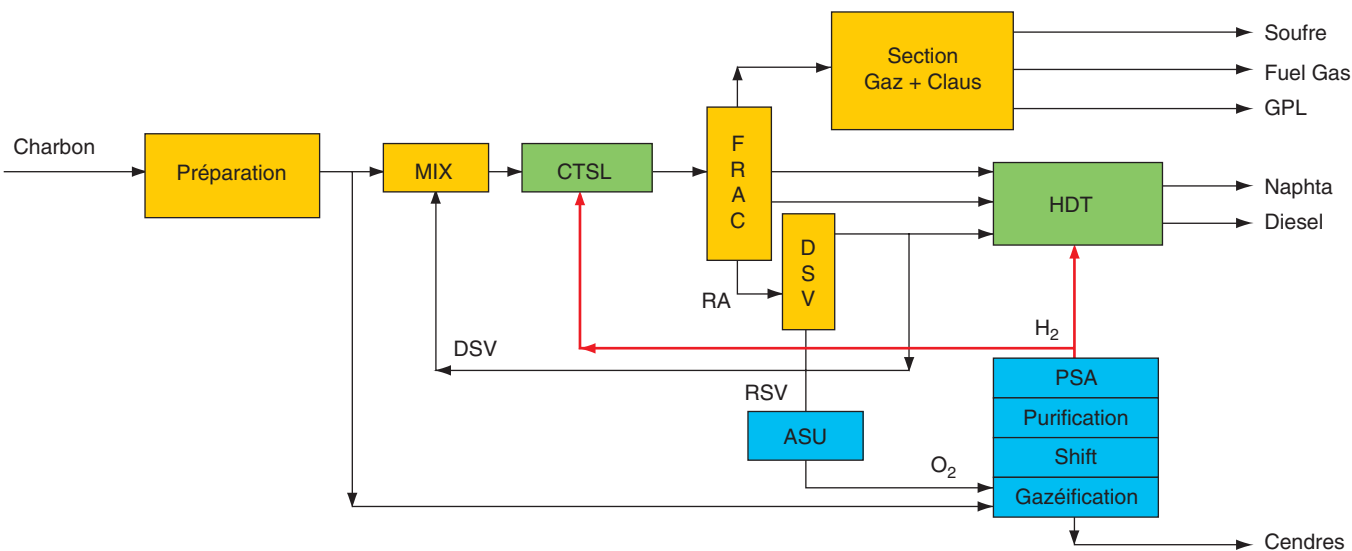 Soufre
Section
Gaz + Claus
Fuel Gas
GPL
Charbon
Préparation
MIX
CTSL
F
R
A
C
HDT
Naphta
Diesel
D
S
V
RA
H₂
DSV
RSV
PSA
Purification
Shift
Gazéification
ASU
O₂
Cendres